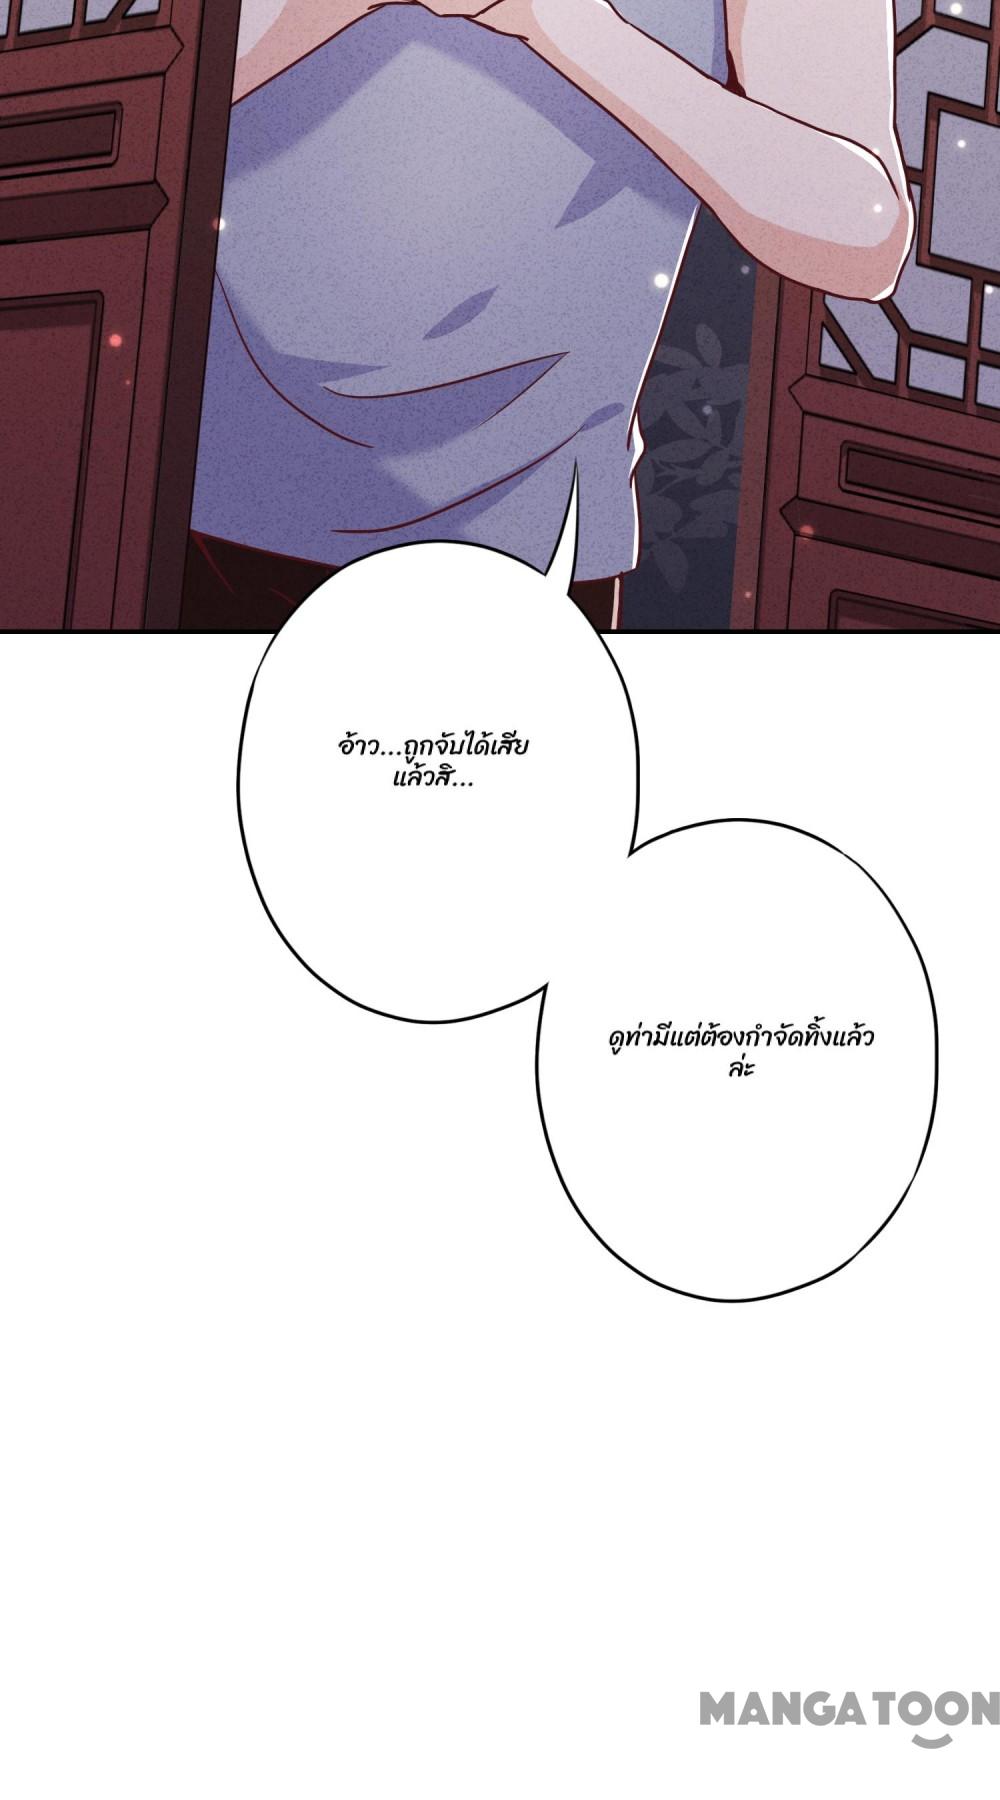 อ้าว...ถูกจับได้เสีย
แล้วสิ...
ดูท่ามีแต่ต้องกำจัดทิ้งแล้ว
ล่ะ
MANGATOON